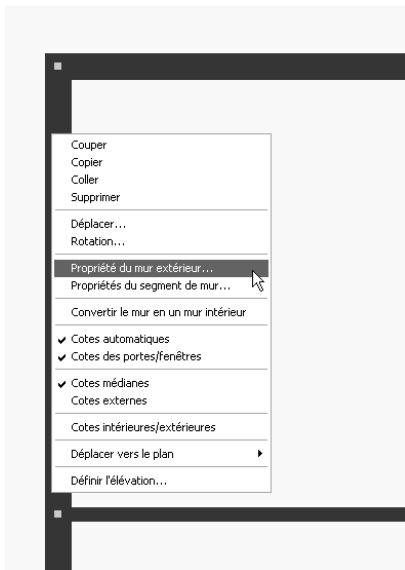 Couper
Copier
Coller
Supprimer
Déplacer...
Rotation...
Propriété du mur extérieur...
Propriétés du segment de mur...
Convertir le mur en un mur intérieur
Cotes automatiques
Cotes des portes/fenêtres
Cotes médianes
Cotes externes
Cotes intérieures/extérieures
Déplacer vers le plan
Définir l'élévation...